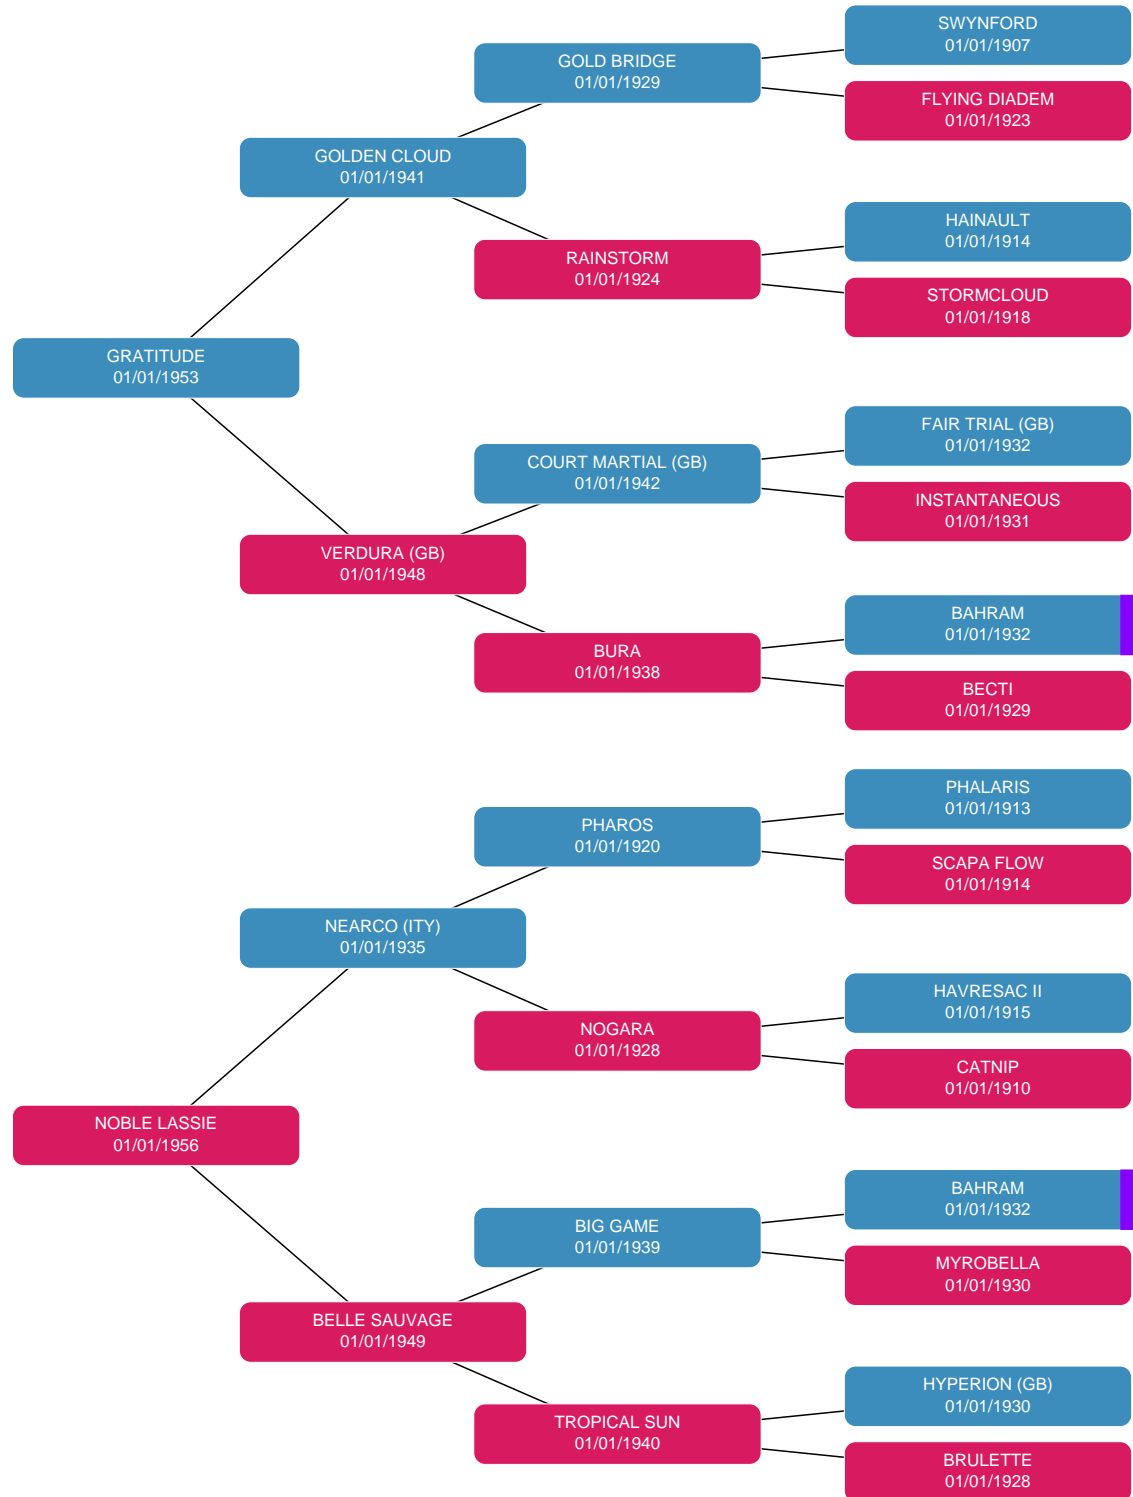 SWYNFORD
01/01/1907
GOLD BRIDGE
01/01/1929
FLYING DIADEM
01/01/1923
GOLDEN CLOUD
01/01/1941
HAINAULT
01/01/1914
RAINSTORM
01/01/1924
STORMCLOUD
01/01/1918
GRATITUDE
01/01/1953
FAIR TRIAL (GB)
01/01/1932
COURT MARTIAL (GB)
01/01/1942
INSTANTANEOUS
01/01/1931
VERDURA (GB)
01/01/1948
BAHRAM
01/01/1932
BURA
01/01/1938
BECTI
01/01/1929
PHALARIS
01/01/1913
PHAROS
01/01/1920
SCAPA FLOW
01/01/1914
NEARCO (ITY)
01/01/1935
HAVRESAC II
01/01/1915
NOGARA
01/01/1928
CATNIP
01/01/1910
NOBLE LASSIE
01/01/1956
BAHRAM
01/01/1932
BIG GAME
01/01/1939
MYROBELLA
01/01/1930
BELLE SAUVAGE
01/01/1949
HYPERION (GB)
01/01/1930
TROPICAL SUN
01/01/1940
BRULETTE
01/01/1928